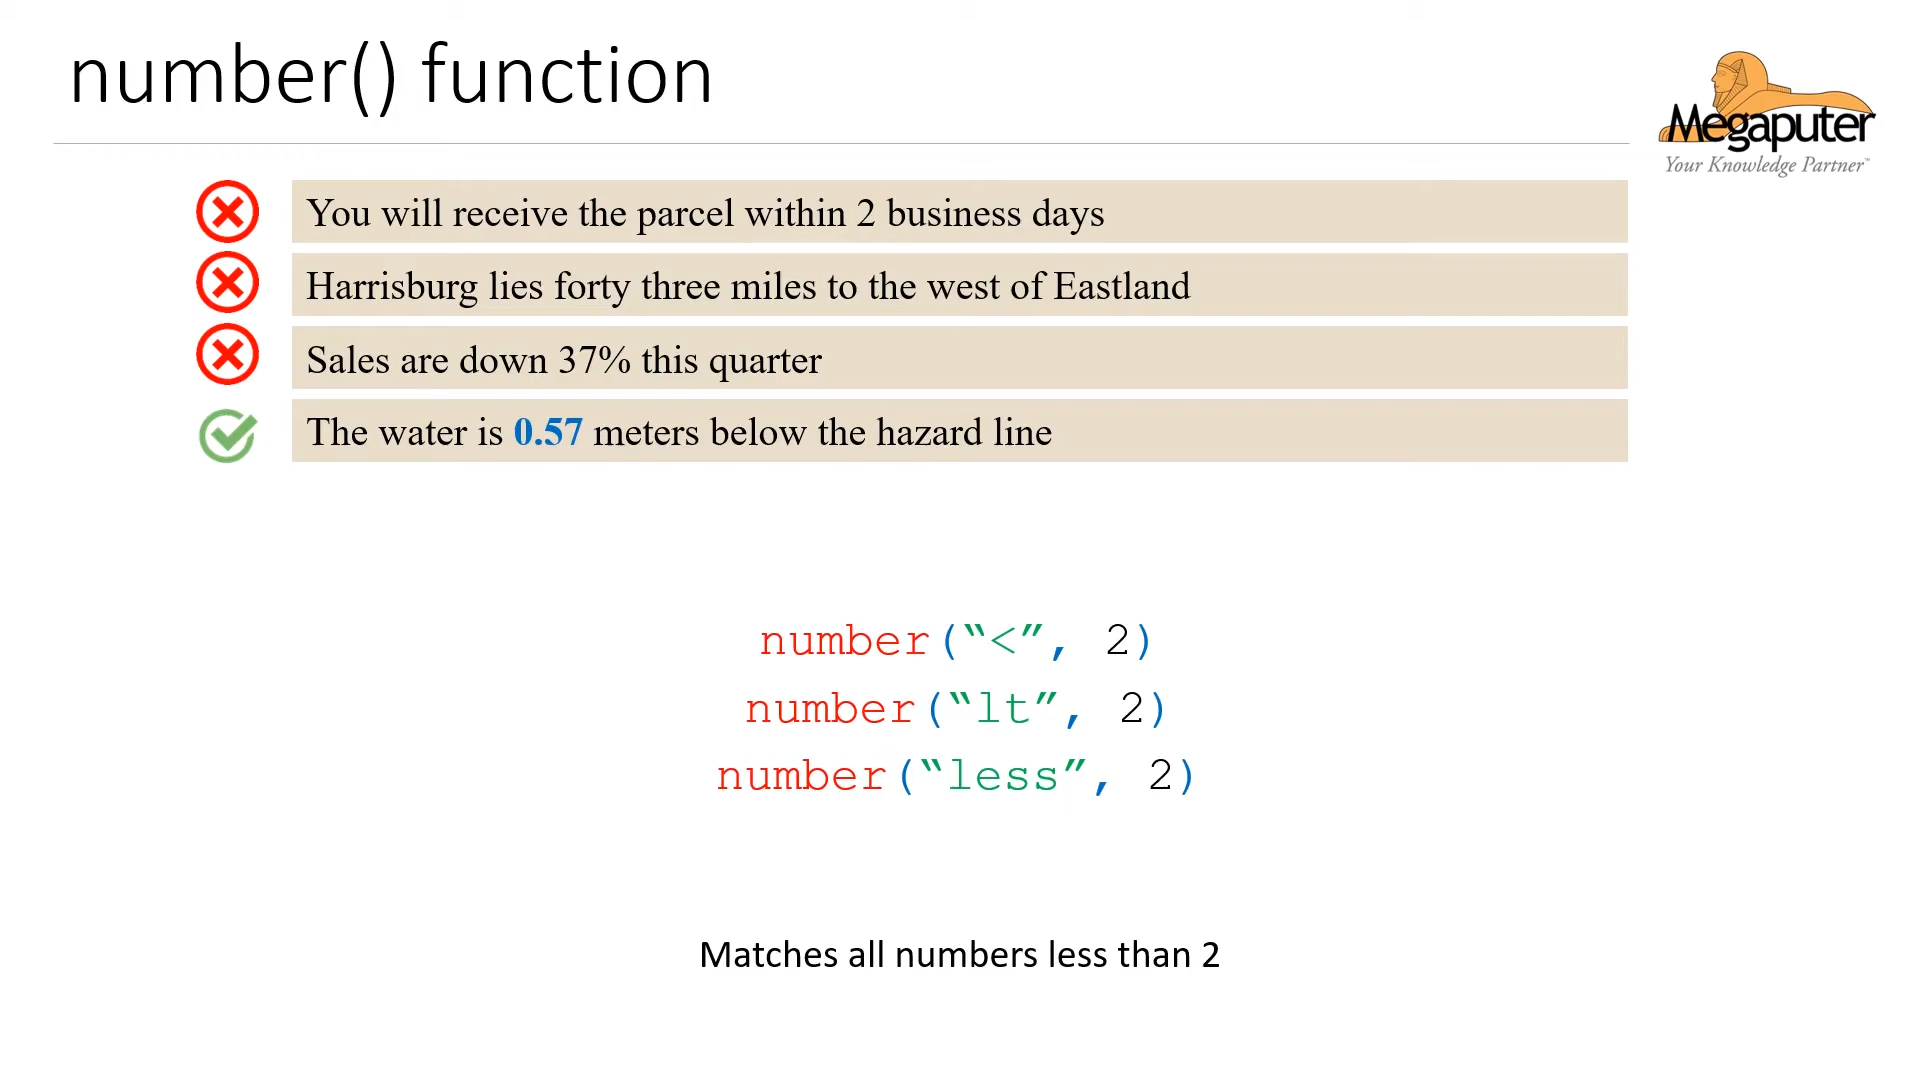 number() function
Megaputer
Your Knowledge Partner™
You will receive the parcel within 2 business days
Harrisburg lies forty three miles to the west of Eastland
Sales are down 37% this quarter
The water is 0.57 meters below the hazard line
number(“<”, 2)
number(“lt”, 2)
number(“less”, 2)
Matches all numbers less than 2